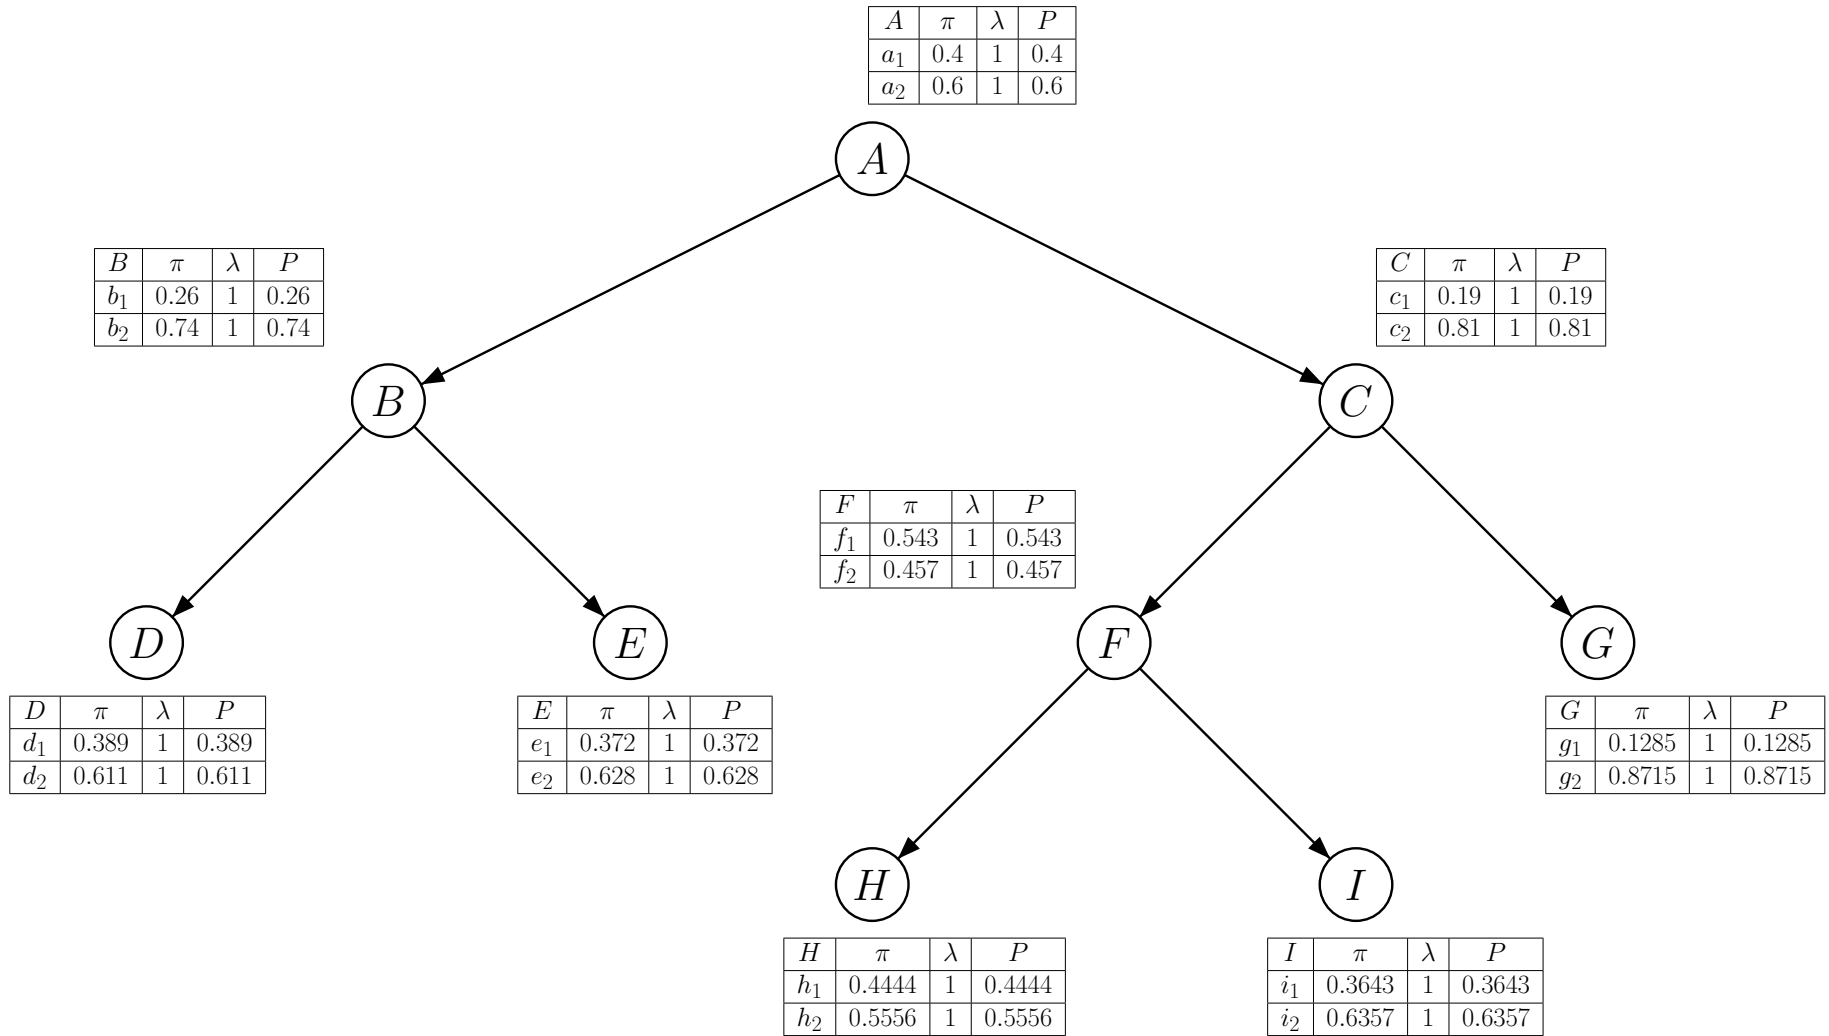 A π λ P
a1 0.4 1 0.4
a2 0.6 1 0.6
A
B π λ P
b1 0.26 1 0.26
b2 0.74 1 0.74
C π λ P
c1 0.19 1 0.19
c2 0.81 1 0.81
B
C
F π λ P
f1 0.543 1 0.543
f2 0.457 1 0.457
D
E
F
G
D π λ P
d1 0.389 1 0.389
d2 0.611 1 0.611
E π λ P
e1 0.372 1 0.372
e2 0.628 1 0.628
G π λ P
g1 0.1285 1 0.1285
g2 0.8715 1 0.8715
H
I
H π λ P
h1 0.4444 1 0.4444
h2 0.5556 1 0.5556
I π λ P
i1 0.3643 1 0.3643
i2 0.6357 1 0.6357